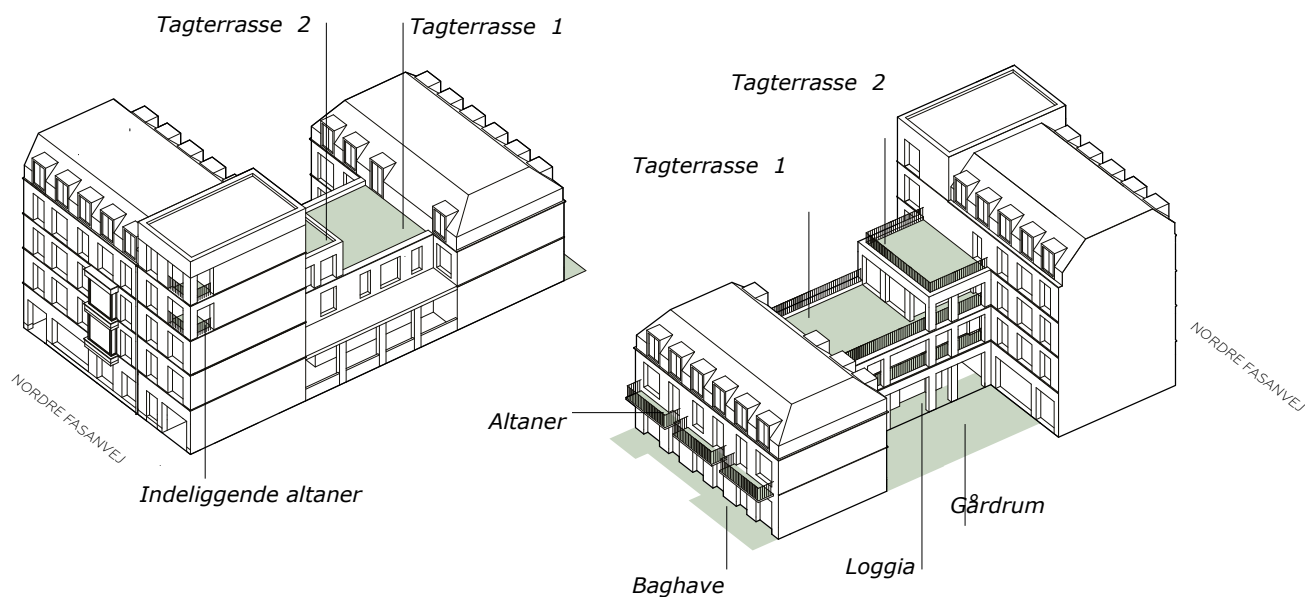 Tagterrasse 2
Tagterrasse 1
Tagterrasse 2
Tagterrasse 1
NORDRE FASANVEJ
NORDRE FASANVEJ
Altaner
Indeliggende altaner
Gårdrum
Loggia
Baghave